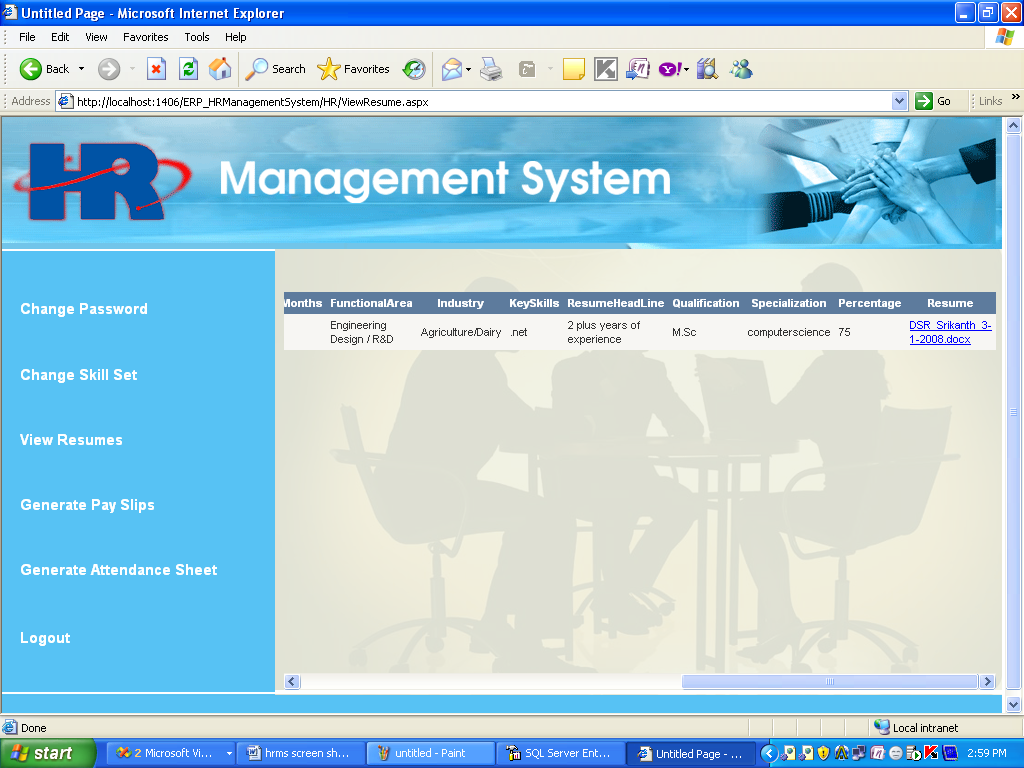 Untitled Page - Microsoft Internet Explorer
File Edit View Favorites Tools Help
Back Search Favorites
Address http://localhost:1406/ERP_HRManagementSystem/HR/ViewResume.aspx Go Links »
HR Management System
Change Password
Change Skill Set
View Resumes
Generate Pay Slips
Generate Attendance Sheet
Logout
Months FunctionalArea Industry KeySkills ResumeHeadLine Qualification Specialization Percentage Resume
Engineering Design / R&D Agriculture/Dairy .net 2 plus years of experience M.Sc computerscience 75 DSR_Srikanth_3-1-2008.docx
Done Local intranet
start 2 Microsoft Vi... hrms screen sh... untitled - Paint SQL Server Ent... Untitled Page - ... 2:59 PM